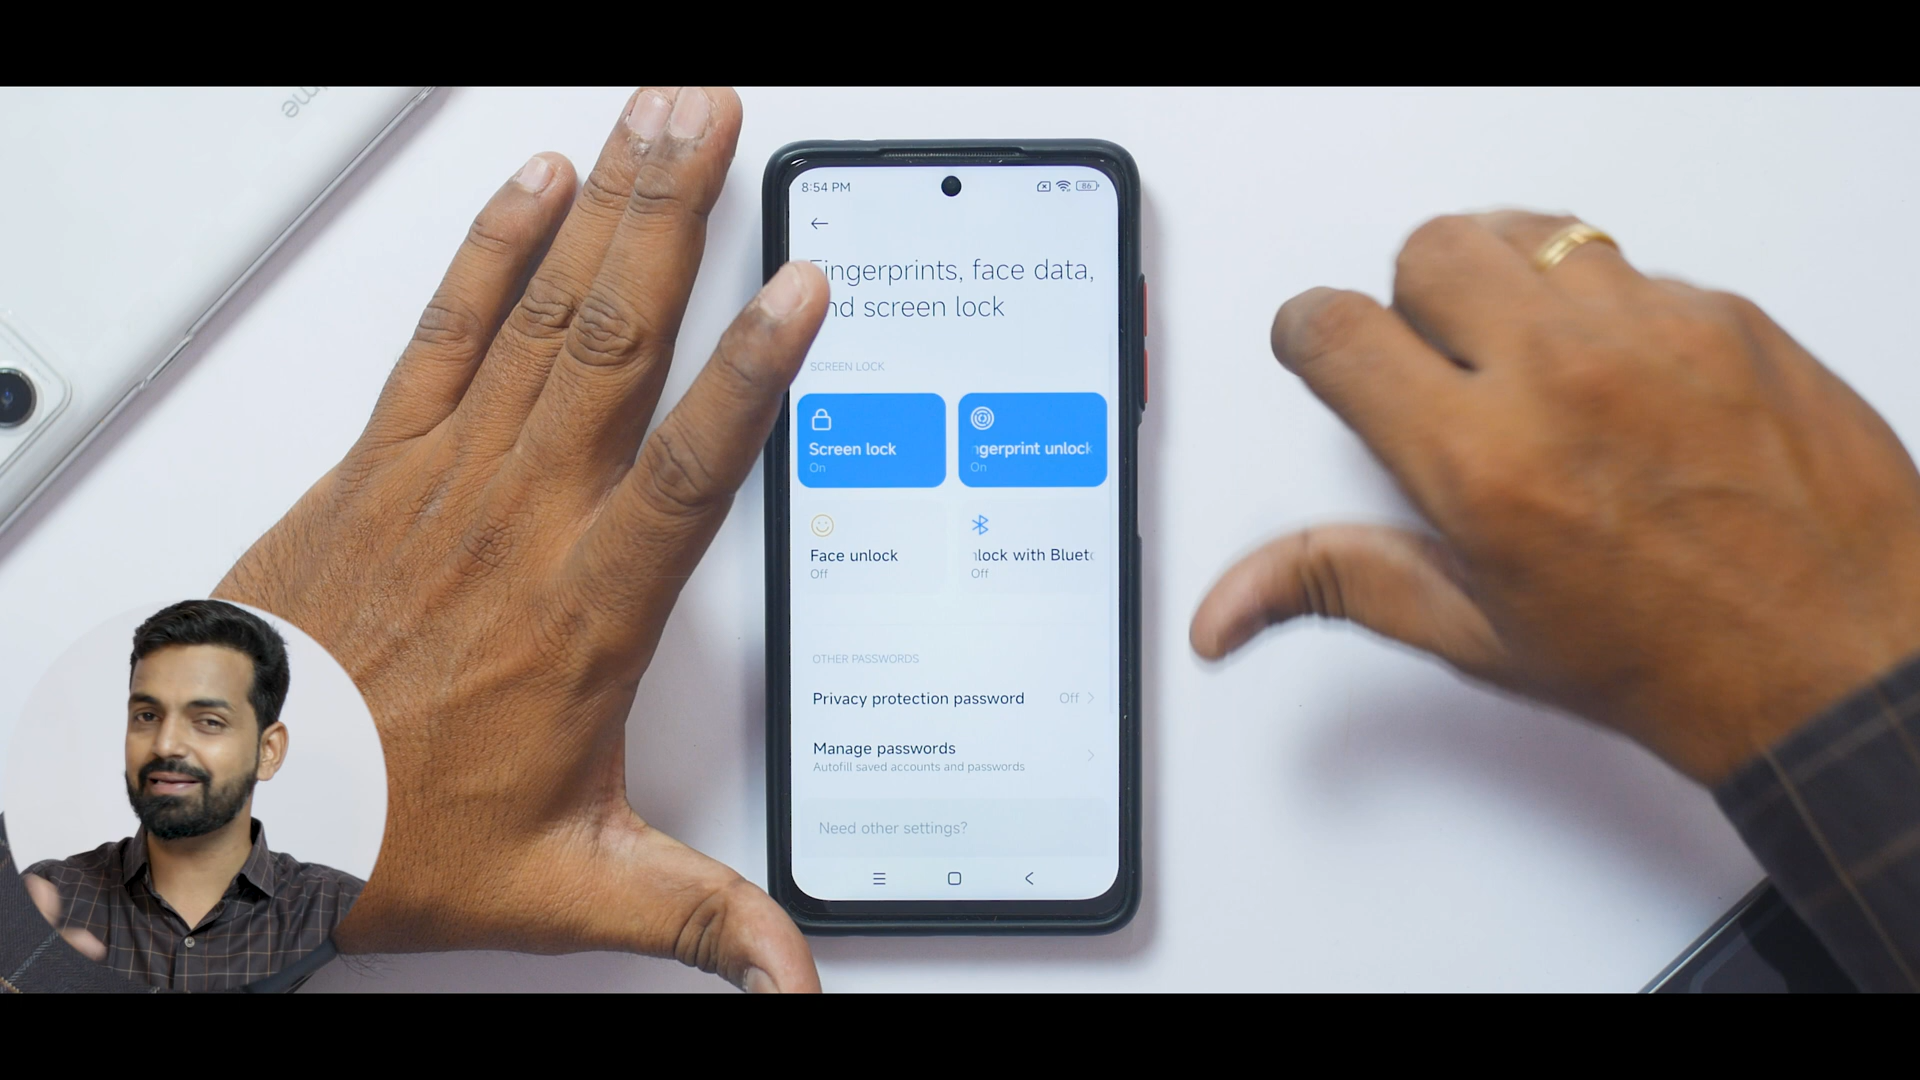 8:54 PM
86
ingerprints, face data,
nd screen lock
SCREEN LOCK
Screen lock
On
ngerprint unlock
On
Face unlock
Off
lock with Bluet
Off
OTHER PASSWORDS
Privacy protection password
Off
Manage passwords
Autofill saved accounts and passwords
Need other settings?